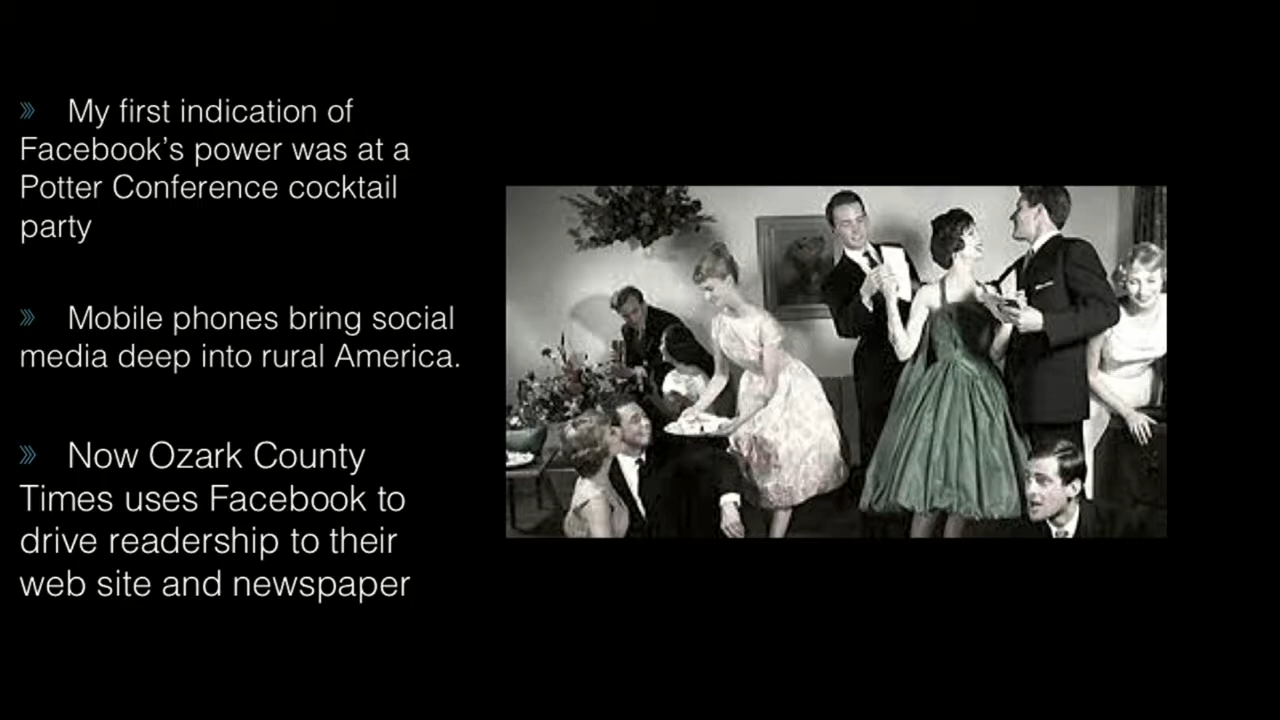 » My first indication of
Facebook's power was at a
Potter Conference cocktail
party
» Mobile phones bring social
media deep into rural America.
» Now Ozark County
Times uses Facebook to
drive readership to their
web site and newspaper